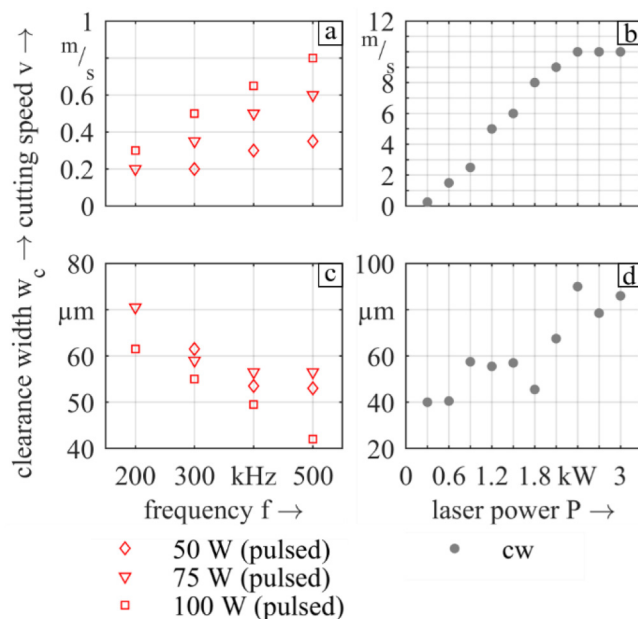 clearance width w_c → cutting speed v →
1
m/s
0.6
0.4
0.2
0
a
12
m/s
8
6
4
2
0
b
80
µm
60
50
40
c
200 300 kHz 500
frequency f →
100
µm
60
40
20
d
0 0.6 1.2 1.8 kW 3
laser power P →
50 W (pulsed)
75 W (pulsed)
100 W (pulsed)
cw